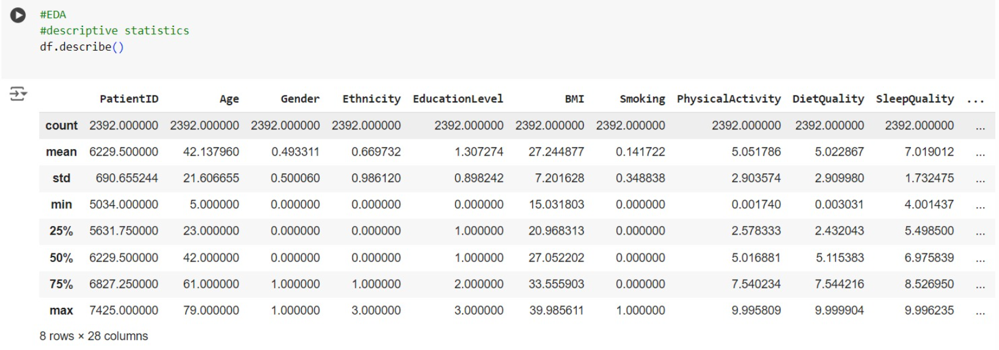 #EDA
#descriptive statistics
df.describe()
PatientID Age Gender Ethnicity EducationLevel BMI Smoking PhysicalActivity DietQuality SleepQuality ...
count 2392.000000 2392.000000 2392.000000 2392.000000 2392.000000 2392.000000 2392.000000 2392.000000 2392.000000 2392.000000 ...
mean 6229.500000 42.137960 0.493311 0.669732 1.307274 27.244877 0.141722 5.051786 5.022867 7.019012 ...
std 690.655244 21.606655 0.500060 0.986120 0.898242 7.201628 0.348838 2.903574 2.909980 1.732475 ...
min 5034.000000 5.000000 0.000000 0.000000 0.000000 15.031803 0.000000 0.001740 0.003031 4.001437 ...
25% 5631.750000 23.000000 0.000000 0.000000 1.000000 20.968313 0.000000 2.578333 2.432043 5.498500 ...
50% 6229.500000 42.000000 0.000000 0.000000 1.000000 27.052202 0.000000 5.016881 5.115383 6.975839 ...
75% 6827.250000 61.000000 1.000000 1.000000 2.000000 33.555903 0.000000 7.540234 7.544216 8.526950 ...
max 7425.000000 79.000000 1.000000 3.000000 3.000000 39.985611 1.000000 9.995809 9.999904 9.996235 ...
8 rows × 28 columns